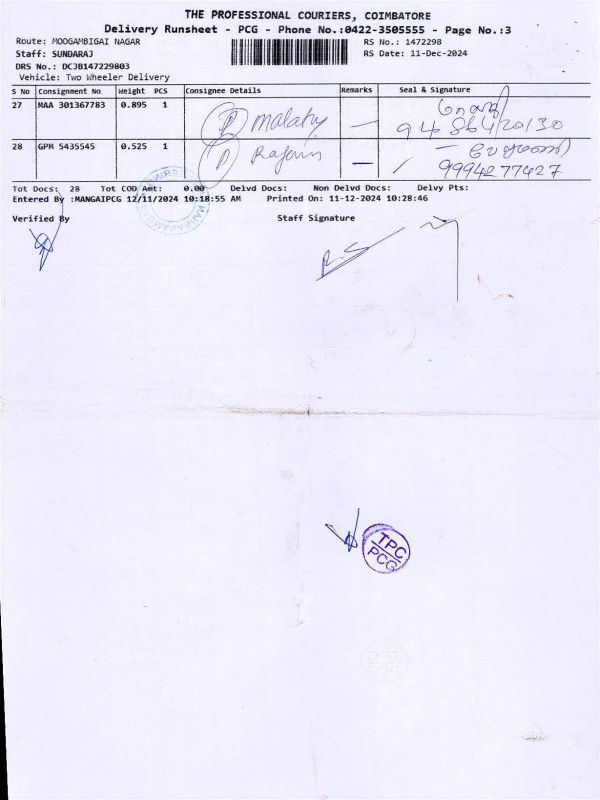 THE PROFESSIONAL COURIERS, COIMBATORE
Delivery Runsheet - PCG - Phone No.:0422-3505555 - Page No.:3
Route: MOOGAMBIGAI NAGAR RS No.: 1472298
Staff: SUNDARAJ RS Date: 11-Dec-2024
DRS No.: DCJB147229803
Vehicle: Two Wheeler Delivery
S No Consignment No Weight PCS Consignee Details Remarks Seal & Signature
27 MAA 301367783 0.895 1 P Malathy —
28 GPM 5435545 0.525 1 P —
9994277427
Tot Docs: 28 Tot COD Amt: 0.00 Delvd Docs: Non Delvd Docs: Delvy Pts:
Entered By :MANGAIPCG 12/11/2024 10:18:55 AM Printed On: 11-12-2024 10:28:46
Verified By Staff Signature
R.S
TPC
PCG